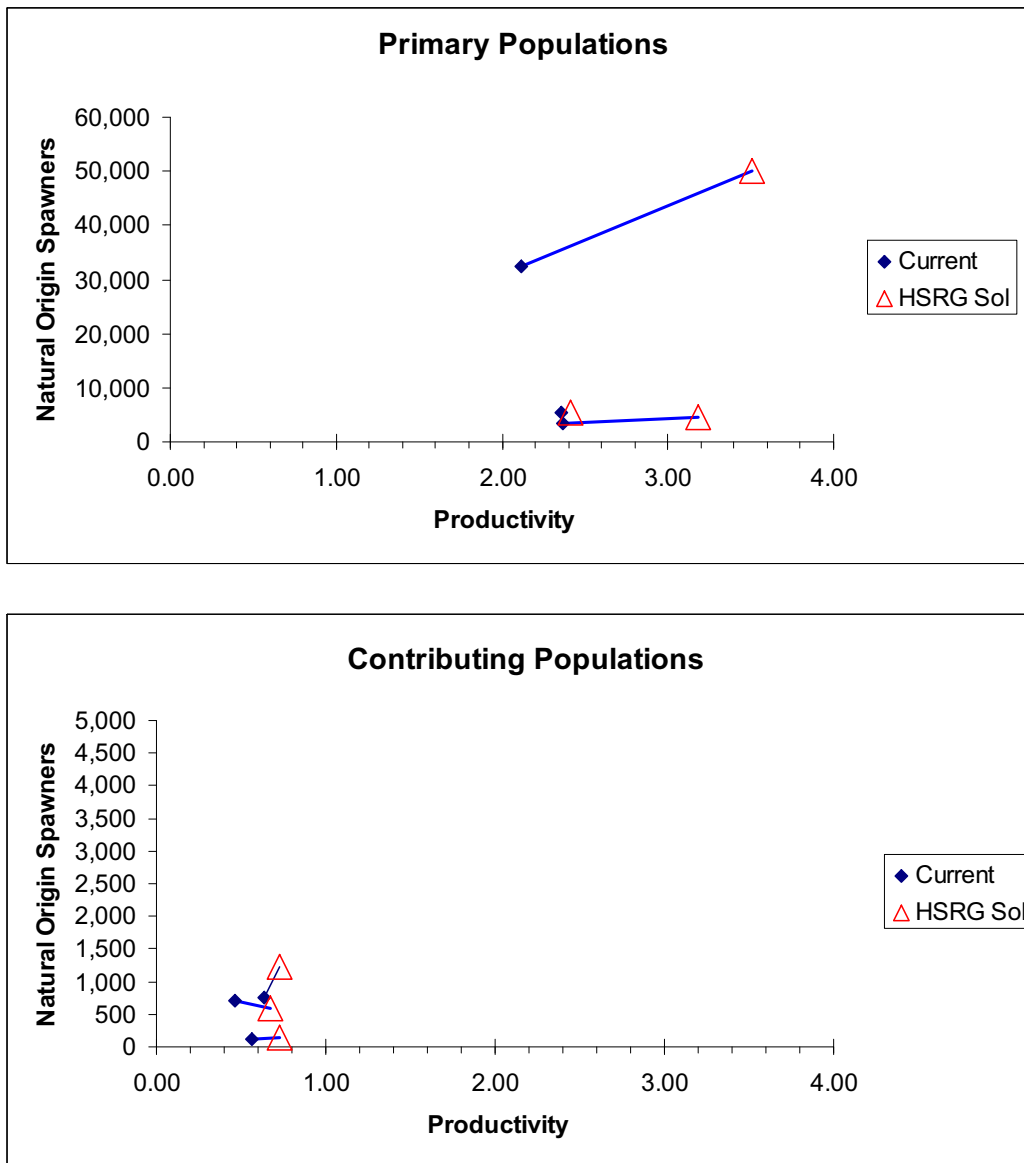 Primary Populations
60,000
50,000
40,000
30,000
20,000
10,000
0
Natural Origin Spawners
0.00 1.00 2.00 3.00 4.00
Productivity
Current
HSRG Sol
Contributing Populations
5,000
4,500
4,000
3,500
3,000
2,500
2,000
1,500
1,000
500
0
Natural Origin Spawners
0.00 1.00 2.00 3.00 4.00
Productivity
Current
HSRG Sol